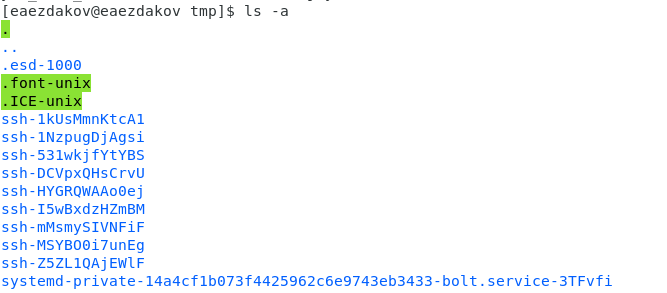 [eaezdakov@eaezdakov tmp]$ ls -a
.
..
.esd-1000
.font-unix
.ICE-unix
ssh-1kUsMmnKtcA1
ssh-1NzpugDjAgsi
ssh-531wkjfYtYBS
ssh-DCVpxQHsCrvU
ssh-HYGRQWAAo0ej
ssh-I5wBxdzHZmBM
ssh-mMsmySIVNFiF
ssh-MSYBO0i7unEg
ssh-Z5ZL1QAjEWlF
systemd-private-14a4cf1b073f4425962c6e9743eb3433-bolt.service-3TFvfi